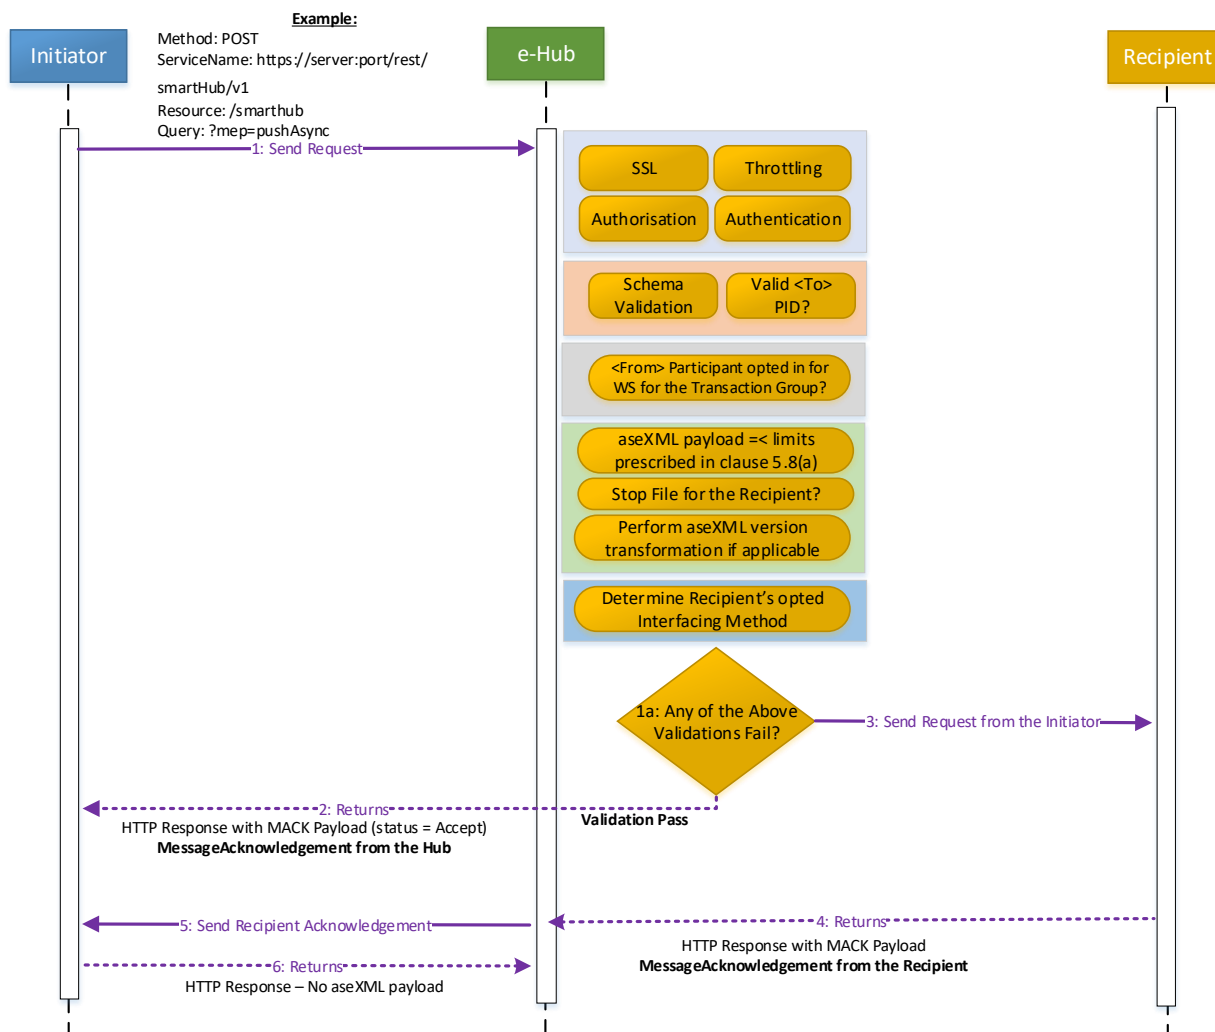 Example:
Method: POST
ServiceName: https://server:port/rest/
smartHub/v1
Resource: /smarthub
Query: ?mep=pushAsync
Initiator
e-Hub
Recipient
1: Send Request
SSL
Throttling
Authorisation
Authentication
Schema
Validation
Valid <To>
PID?
<From> Participant opted in for
WS for the Transaction Group?
aseXML payload =< limits
prescribed in clause 5.8(a)
Stop File for the Recipient?
Perform aseXML version
transformation if applicable
Determine Recipient's opted
Interfacing Method
1a: Any of the Above
Validations Fail?
3: Send Request from the Initiator
2: Returns
HTTP Response with MACK Payload (status = Accept)
MessageAcknowledgement from the Hub
Validation Pass
5: Send Recipient Acknowledgement
4: Returns
HTTP Response with MACK Payload
MessageAcknowledgement from the Recipient
6: Returns
HTTP Response – No aseXML payload